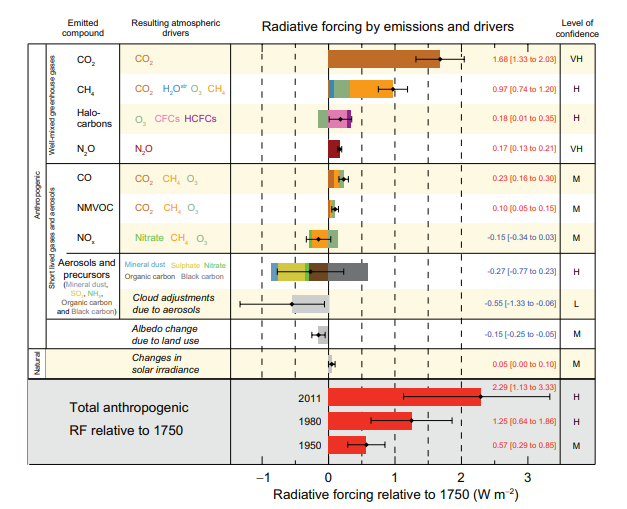 Emitted compound
Resulting atmospheric drivers
Radiative forcing by emissions and drivers
Level of confidence
Anthropogenic
Well-mixed greenhouse gases
CO₂
CO₂
1.68 [1.33 to 2.03]
VH
CH₄
CO₂ H₂Oˢᵗʳ O₃ CH₄
0.97 [0.74 to 1.20]
H
Halo-
carbons
O₃ CFCs HCFCs
0.18 [0.01 to 0.35]
H
N₂O
N₂O
0.17 [0.13 to 0.21]
VH
Short lived gases and aerosols
CO
CO₂ CH₄ O₃
0.23 [0.16 to 0.30]
M
NMVOC
CO₂ CH₄ O₃
0.10 [0.05 to 0.15]
M
NOₓ
Nitrate CH₄ O₃
-0.15 [-0.34 to 0.03]
M
Aerosols and
precursors
(Mineral dust,
SO₂, NH₃,
Organic carbon
and Black carbon)
Mineral dust Sulphate Nitrate
Organic carbon Black carbon
-0.27 [-0.77 to 0.23]
H
Cloud adjustments
due to aerosols
-0.55 [-1.33 to -0.06]
L
Albedo change
due to land use
-0.15 [-0.25 to -0.05]
M
Natural
Changes in
solar irradiance
0.05 [0.00 to 0.10]
M
Total anthropogenic
RF relative to 1750
2011
2.29 [1.13 to 3.33]
H
1980
1.25 [0.64 to 1.86]
H
1950
0.57 [0.29 to 0.85]
M
−1 0 1 2 3
Radiative forcing relative to 1750 (W m⁻²)